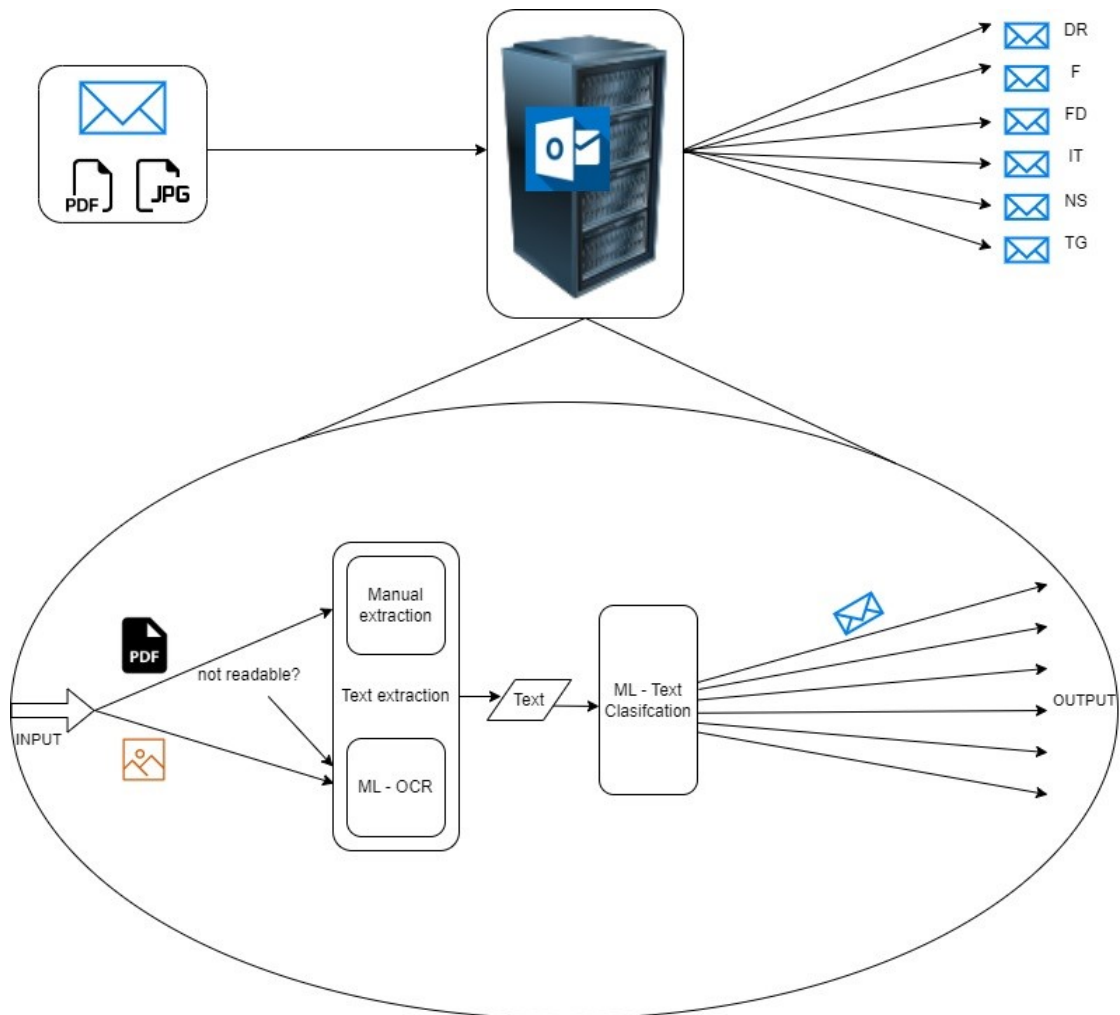 DR
F
FD
IT
NS
TG
PDF
JPG
O
Manual
extraction
PDF
not readable?
Text extraction
Text
ML - Text
Clasifcation
INPUT
OUTPUT
ML - OCR